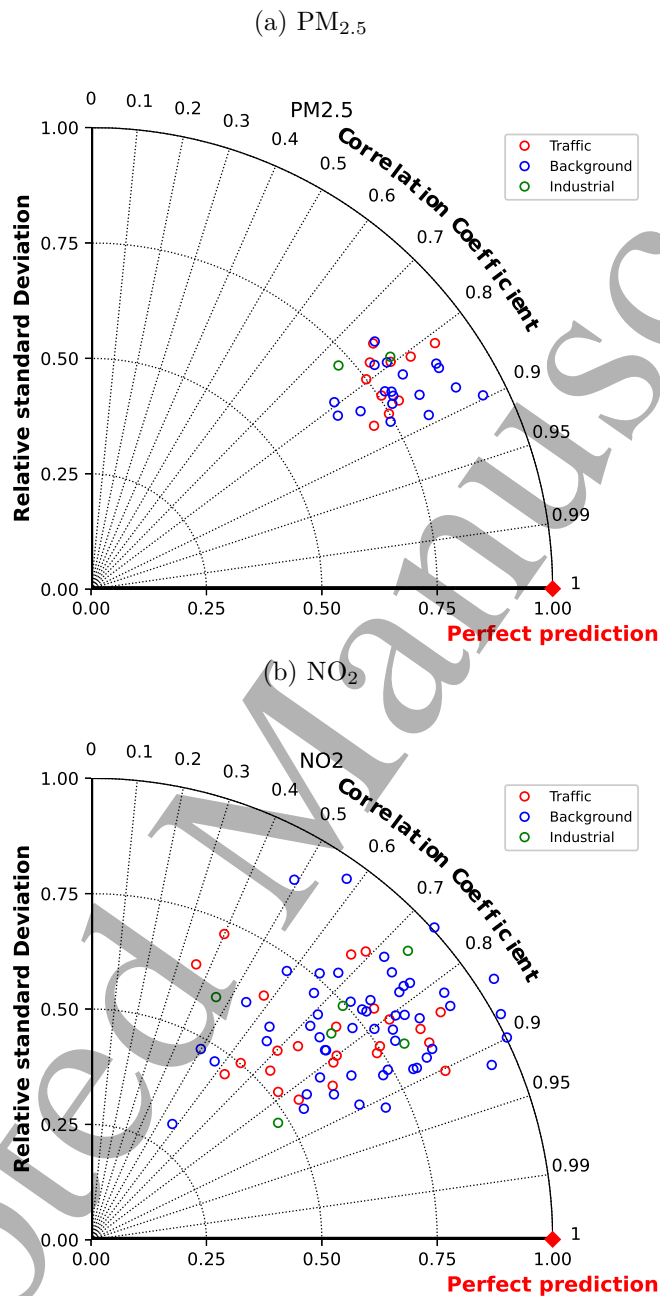 (a) PM2.5
PM2.5
0 0.1 0.2 0.3 0.4 0.5 0.6 0.7 0.8 0.9 0.95 0.99 1
Correlation Coefficient
Traffic
Background
Industrial
Relative standard Deviation
1.00
0.75
0.50
0.25
0.00
0.00 0.25 0.50 0.75 1.00
Perfect prediction
(b) NO2
NO2
0 0.1 0.2 0.3 0.4 0.5 0.6 0.7 0.8 0.9 0.95 0.99 1
Correlation Coefficient
Traffic
Background
Industrial
Relative standard Deviation
1.00
0.75
0.50
0.25
0.00
0.00 0.25 0.50 0.75 1.00
Perfect prediction
ted Manus